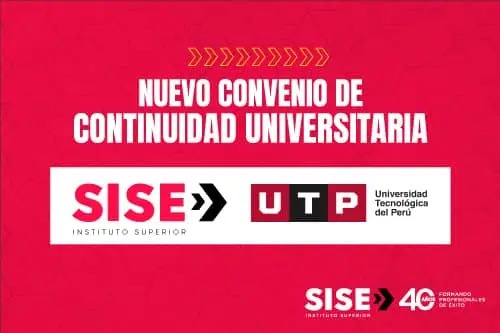 NUEVO CONVENIO DE
CONTINUIDAD UNIVERSITARIA
SISE
INSTITUTO SUPERIOR
UTP
Universidad
Tecnológica
del Perú
SISE
INSTITUTO SUPERIOR
40 AÑOS
FORMANDO
PROFESIONALES
DE ÉXITO